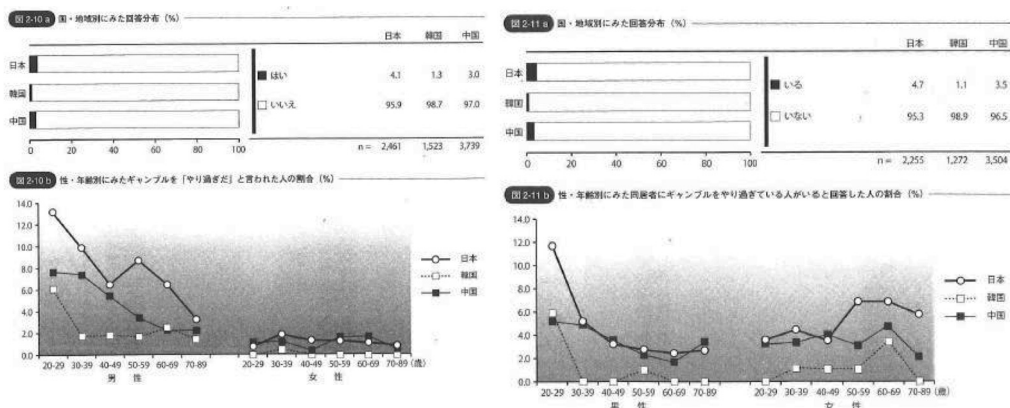 図 2-10 a 国・地域別にみた回答分布（%）
日本 韓国 中国
日本
韓国
中国
■ はい 4.1 1.3 3.0
□ いいえ 95.9 98.7 97.0
0 20 40 60 80 100
n = 2,461 1,523 3,739
図 2-10 b 性・年齢別にみたギャンブルを「やり過ぎだ」と言われた人の割合（%）
14.0
12.0
10.0
8.0
6.0
4.0
2.0
0.0
日本
韓国
中国
20-29 30-39 40-49 50-59 60-69 70-89 20-29 30-39 40-49 50-59 60-69 70-89（歳）
男 性 女 性
図 2-11 a 国・地域別にみた回答分布（%）
日本 韓国 中国
日本
韓国
中国
■ いる 4.7 1.1 3.5
□ いない 95.3 98.9 96.5
0 20 40 60 80 100
n = 2,255 1,272 3,504
図 2-11 b 性・年齢別にみた同居者にギャンブルをやり過ぎている人がいると回答した人の割合（%）
14.0
12.0
10.0
8.0
6.0
4.0
2.0
0.0
日本
韓国
中国
20-29 30-39 40-49 50-59 60-69 70-89 20-29 30-39 40-49 50-59 60-69 70-89（歳）
男 性 女 性